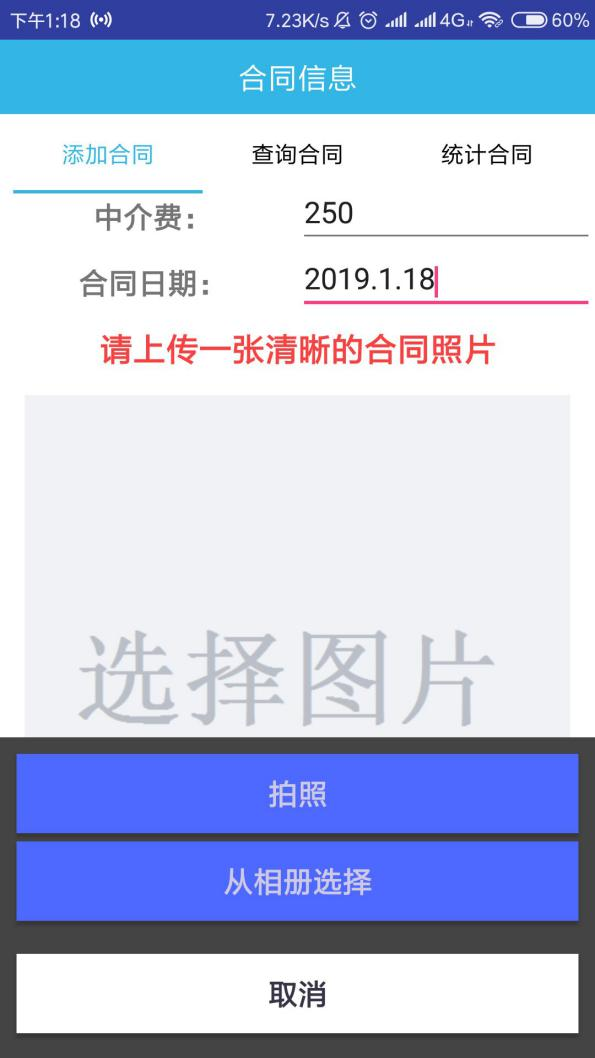 下午1:18 7.23K/s 4G 60%
合同信息
添加合同 查询合同 统计合同
中介费: 250
合同日期: 2019.1.18
请上传一张清晰的合同照片
选择图片
拍照
从相册选择
取消